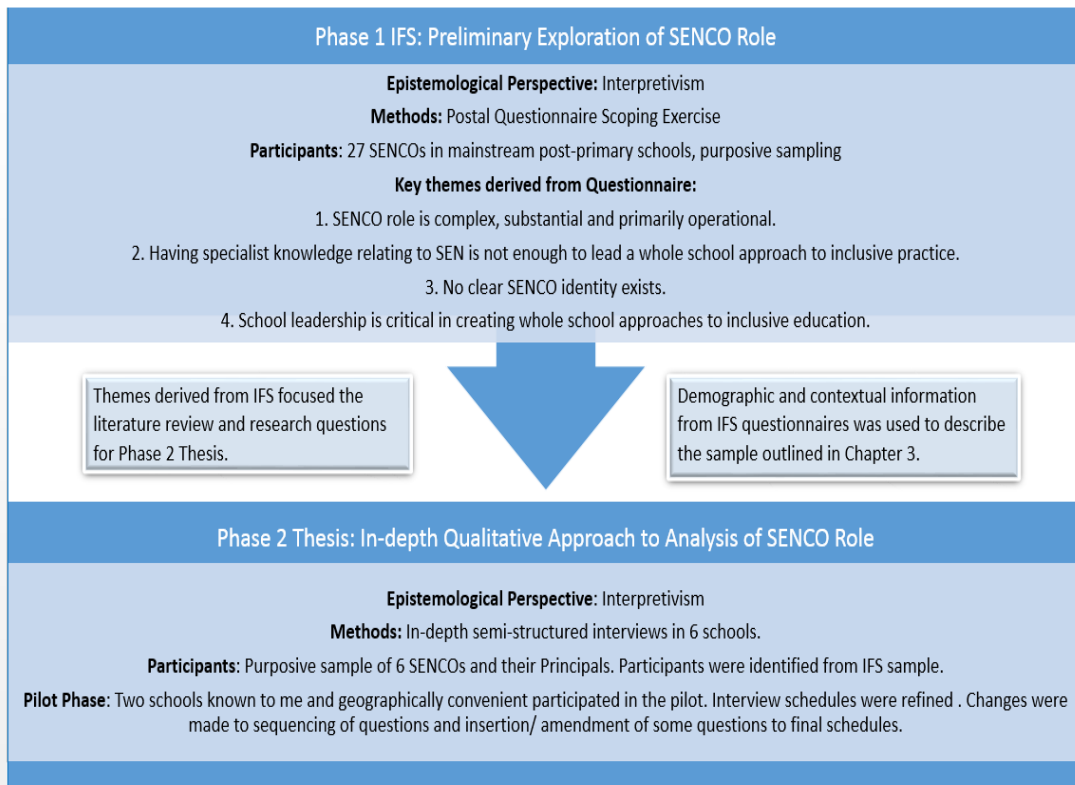 Phase 1 IFS: Preliminary Exploration of SENCO Role
Epistemological Perspective: Interpretivism
Methods: Postal Questionnaire Scoping Exercise
Participants: 27 SENCOs in mainstream post-primary schools, purposive sampling
Key themes derived from Questionnaire:
1. SENCO role is complex, substantial and primarily operational.
2. Having specialist knowledge relating to SEN is not enough to lead a whole school approach to inclusive practice.
3. No clear SENCO identity exists.
4. School leadership is critical in creating whole school approaches to inclusive education.
Themes derived from IFS focused the
literature review and research questions
for Phase 2 Thesis.
Demographic and contextual information
from IFS questionnaires was used to describe
the sample outlined in Chapter 3.
Phase 2 Thesis: In-depth Qualitative Approach to Analysis of SENCO Role
Epistemological Perspective: Interpretivism
Methods: In-depth semi-structured interviews in 6 schools.
Participants: Purposive sample of 6 SENCOs and their Principals. Participants were identified from IFS sample.
Pilot Phase: Two schools known to me and geographically convenient participated in the pilot. Interview schedules were refined . Changes were
made to sequencing of questions and insertion/ amendment of some questions to final schedules.